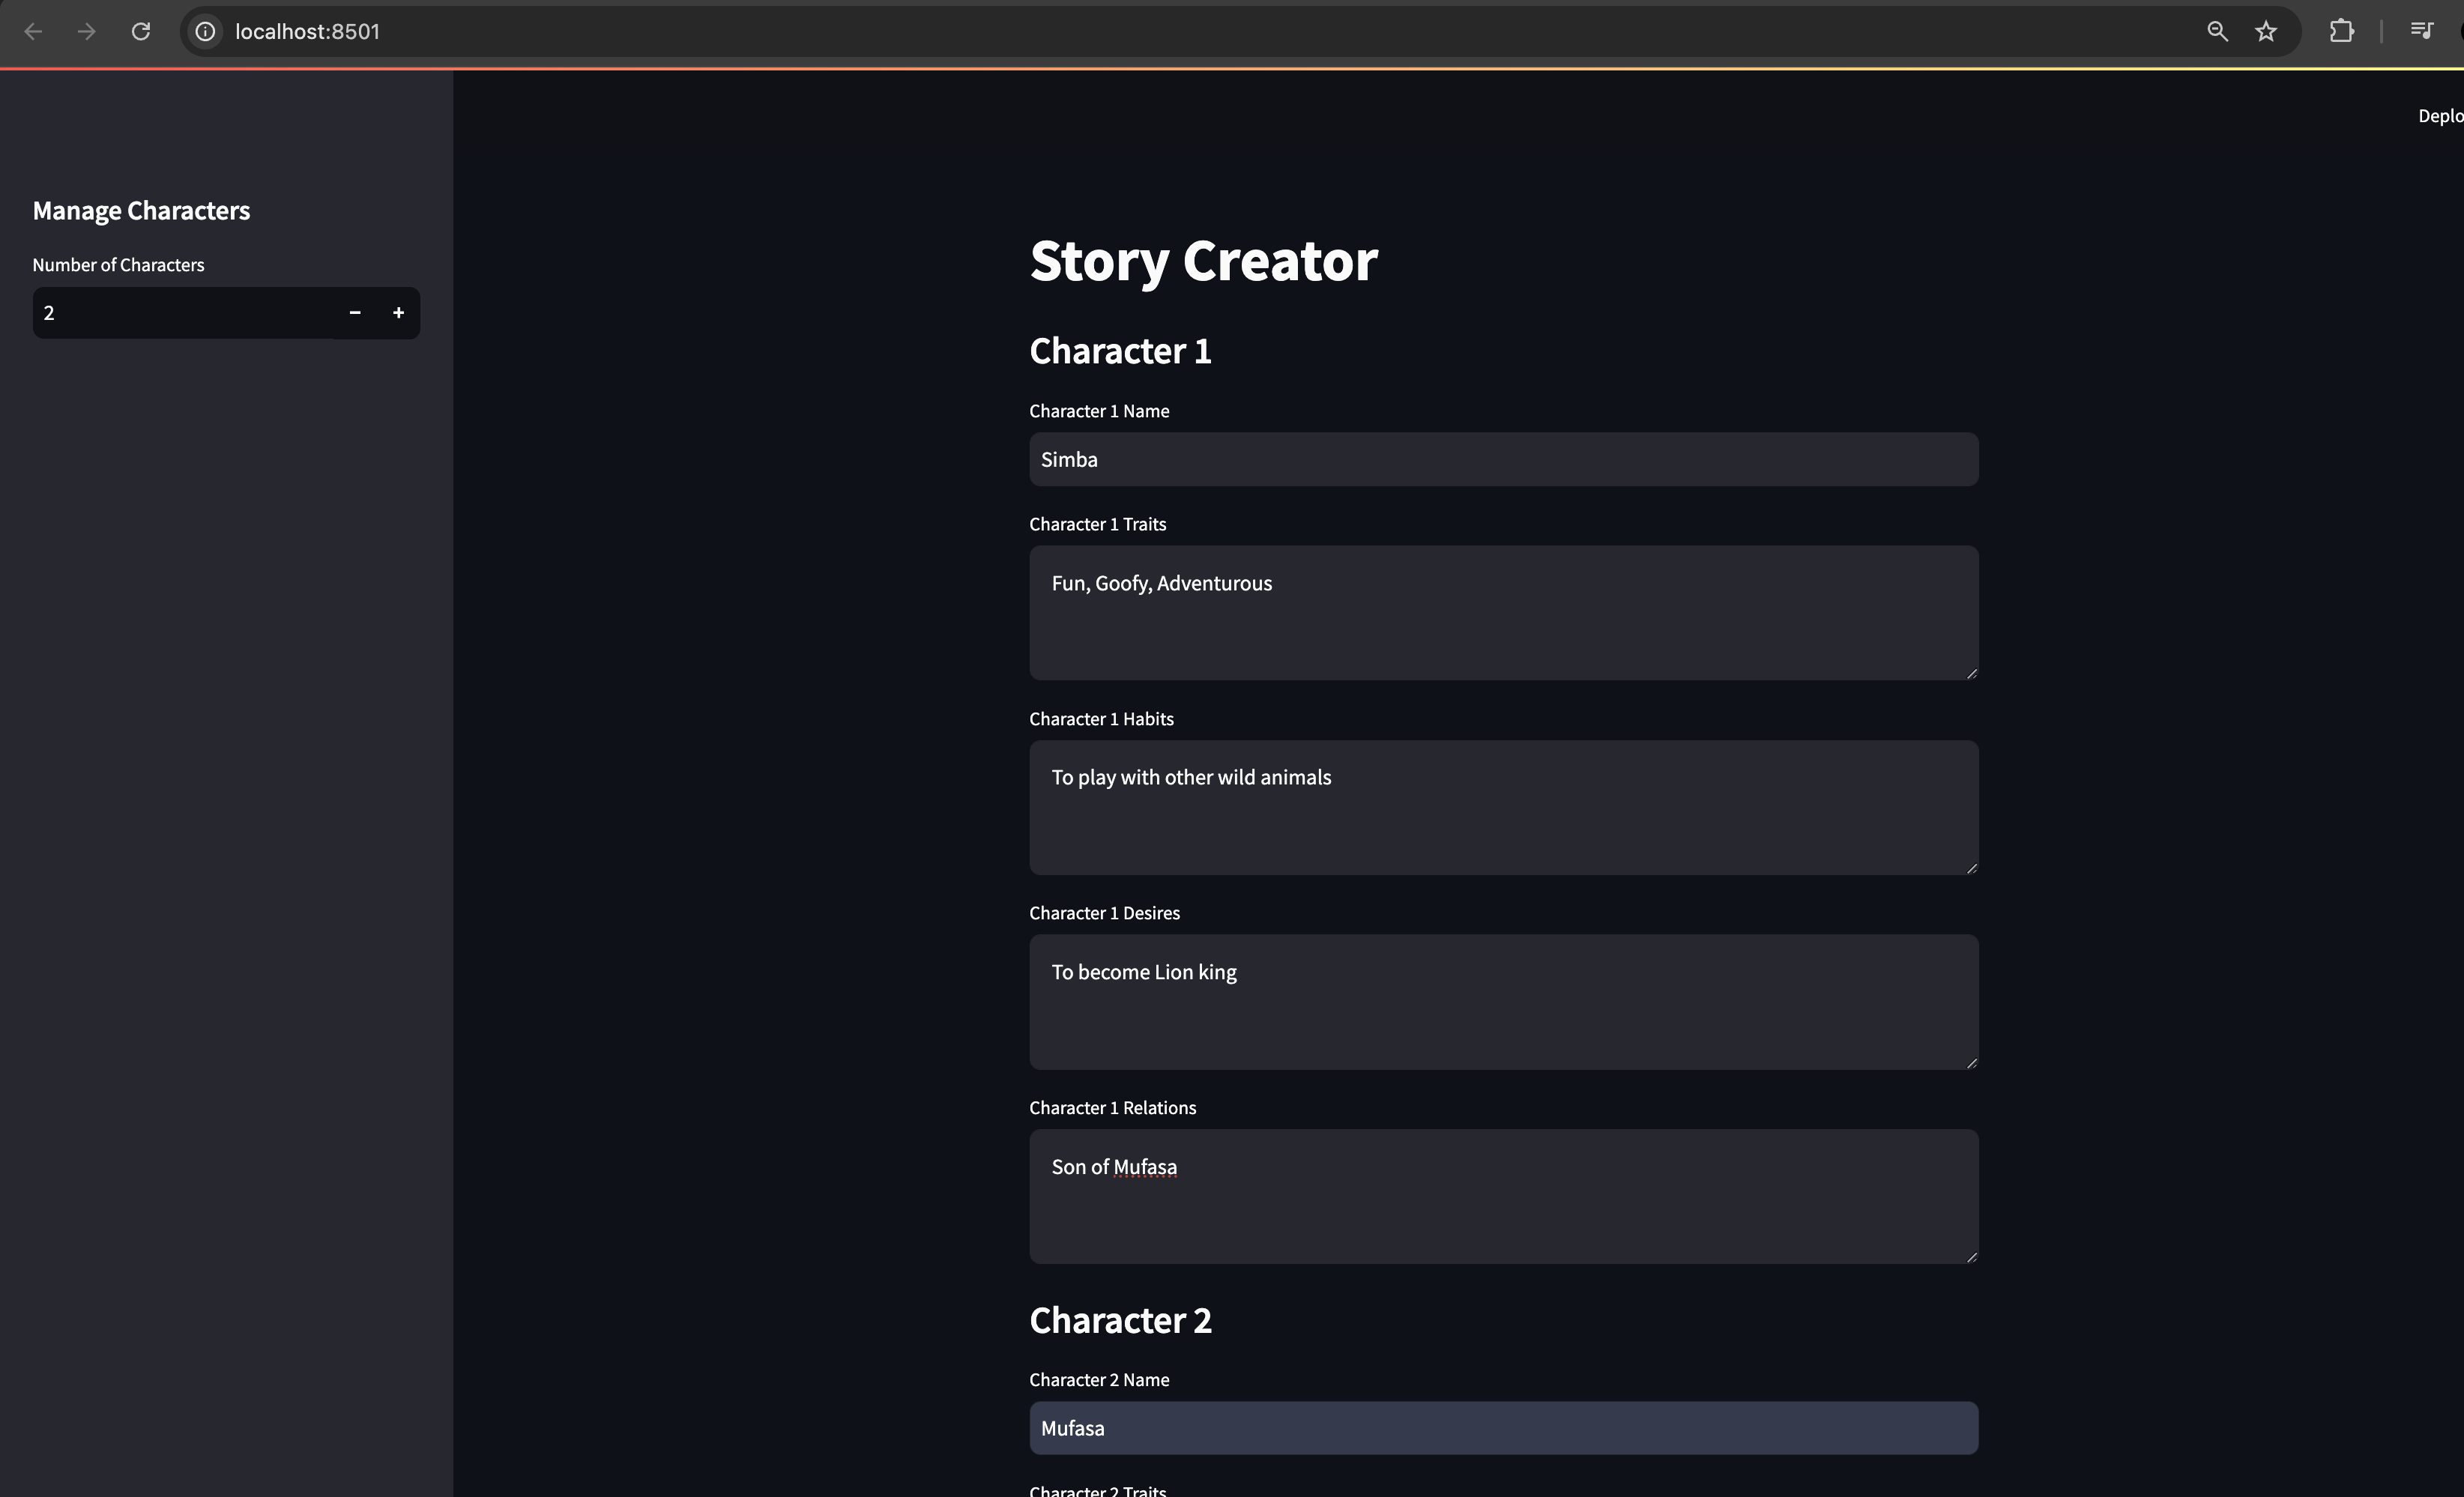 localhost:8501
Deplo
Manage Characters
Number of Characters
2
Story Creator
Character 1
Character 1 Name
Simba
Character 1 Traits
Fun, Goofy, Adventurous
Character 1 Habits
To play with other wild animals
Character 1 Desires
To become Lion king
Character 1 Relations
Son of Mufasa
Character 2
Character 2 Name
Mufasa
Character 2 Traits